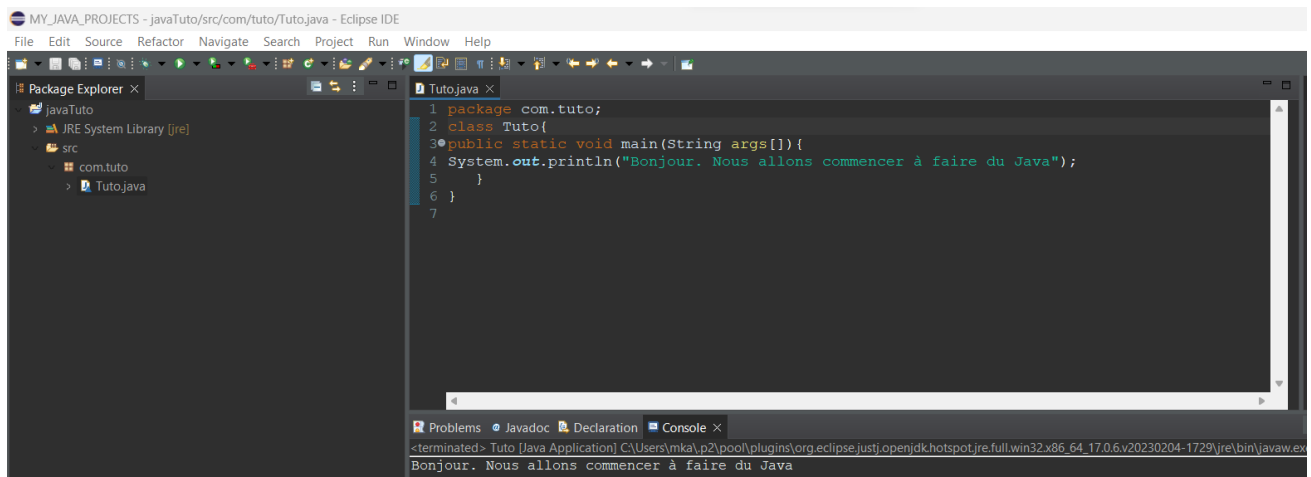 MY_JAVA_PROJECTS - javaTuto/src/com/tuto/Tuto.java - Eclipse IDE
File Edit Source Refactor Navigate Search Project Run Window Help
Package Explorer
javaTuto
JRE System Library [jre]
src
com.tuto
Tuto.java
Tuto.java
1 package com.tuto;
2 class Tuto{
3 public static void main(String args[]){
4 System.out.println("Bonjour. Nous allons commencer à faire du Java");
5 }
6 }
7
Problems Javadoc Declaration Console
<terminated> Tuto [Java Application] C:\Users\mka\.p2\pool\plugins\org.eclipse.justj.openjdk.hotspot.jre.full.win32.x86_64_17.0.6.v20230204-1729\jre\bin\javaw.ex
Bonjour. Nous allons commencer à faire du Java